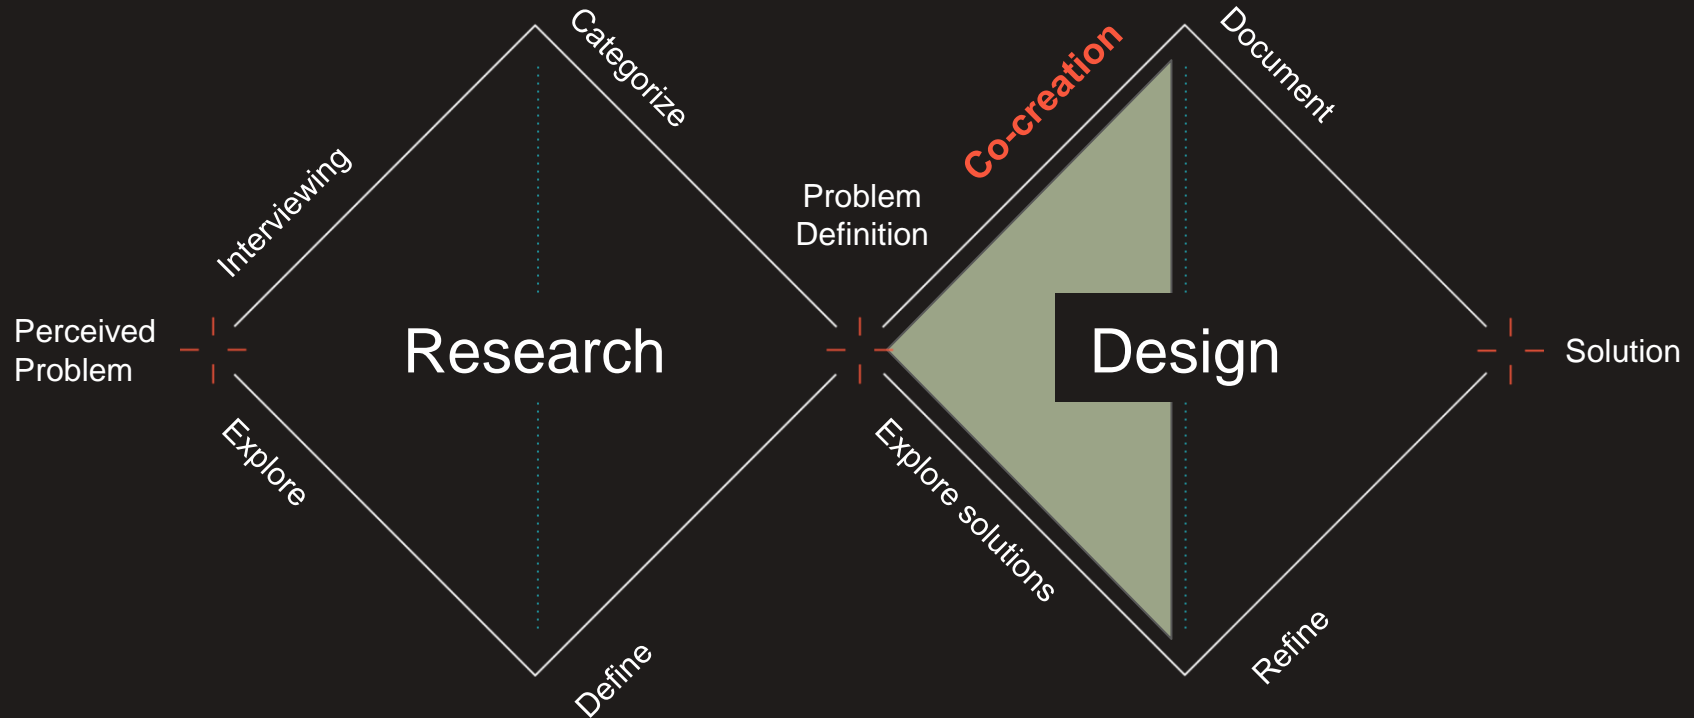 Interviewing
Categorize
Co-creation
Document
Problem
Definition
Perceived
Problem
Research
Design
Solution
Explore
Define
Explore solutions
Refine